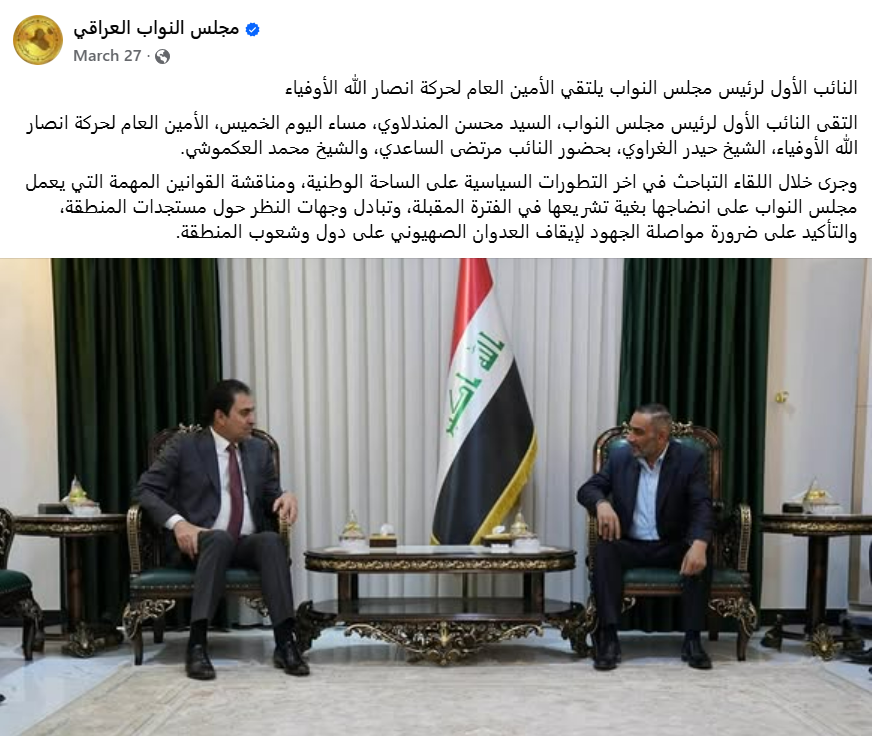 مجلس النواب العراقي
March 27 ·
النائب الأول لرئيس مجلس النواب يلتقي الأمين العام لحركة انصار الله الأوفياء
التقى النائب الأول لرئيس مجلس النواب، السيد محسن المندلاوي، مساء اليوم الخميس، الأمين العام لحركة انصار
الله الأوفياء، الشيخ حيدر الغراوي، بحضور النائب مرتضى الساعدي، والشيخ محمد العكموشي.
وجرى خلال اللقاء التباحث في اخر التطورات السياسية على الساحة الوطنية، ومناقشة القوانين المهمة التي يعمل
مجلس النواب على انضاجها بغية تشريعها في الفترة المقبلة، وتبادل وجهات النظر حول مستجدات المنطقة،
والتأكيد على ضرورة مواصلة الجهود لإيقاف العدوان الصهيوني على دول وشعوب المنطقة.
الله اكبر